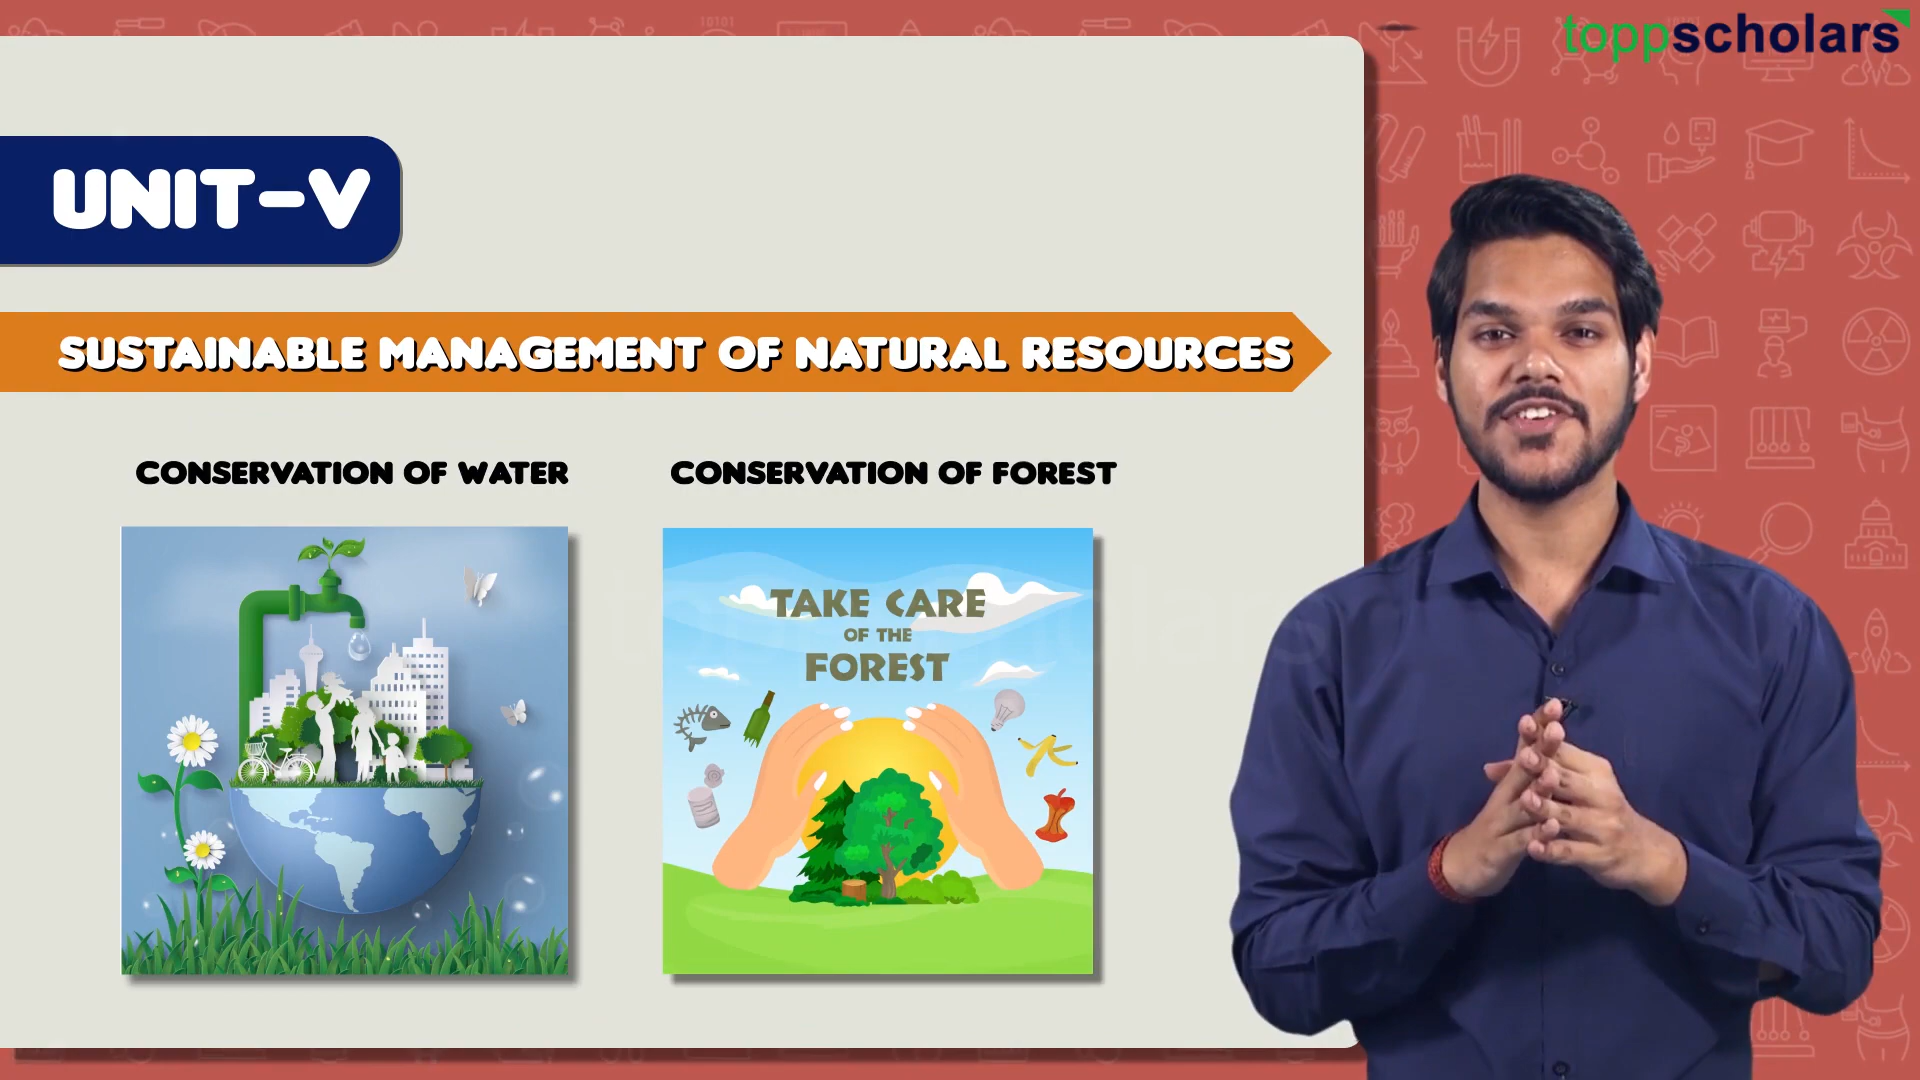 toppscholars
UNIT-V
SUSTAINABLE MANAGEMENT OF NATURAL RESOURCES
CONSERVATION OF WATER
CONSERVATION OF FOREST
TAKE CARE
OF THE
FOREST